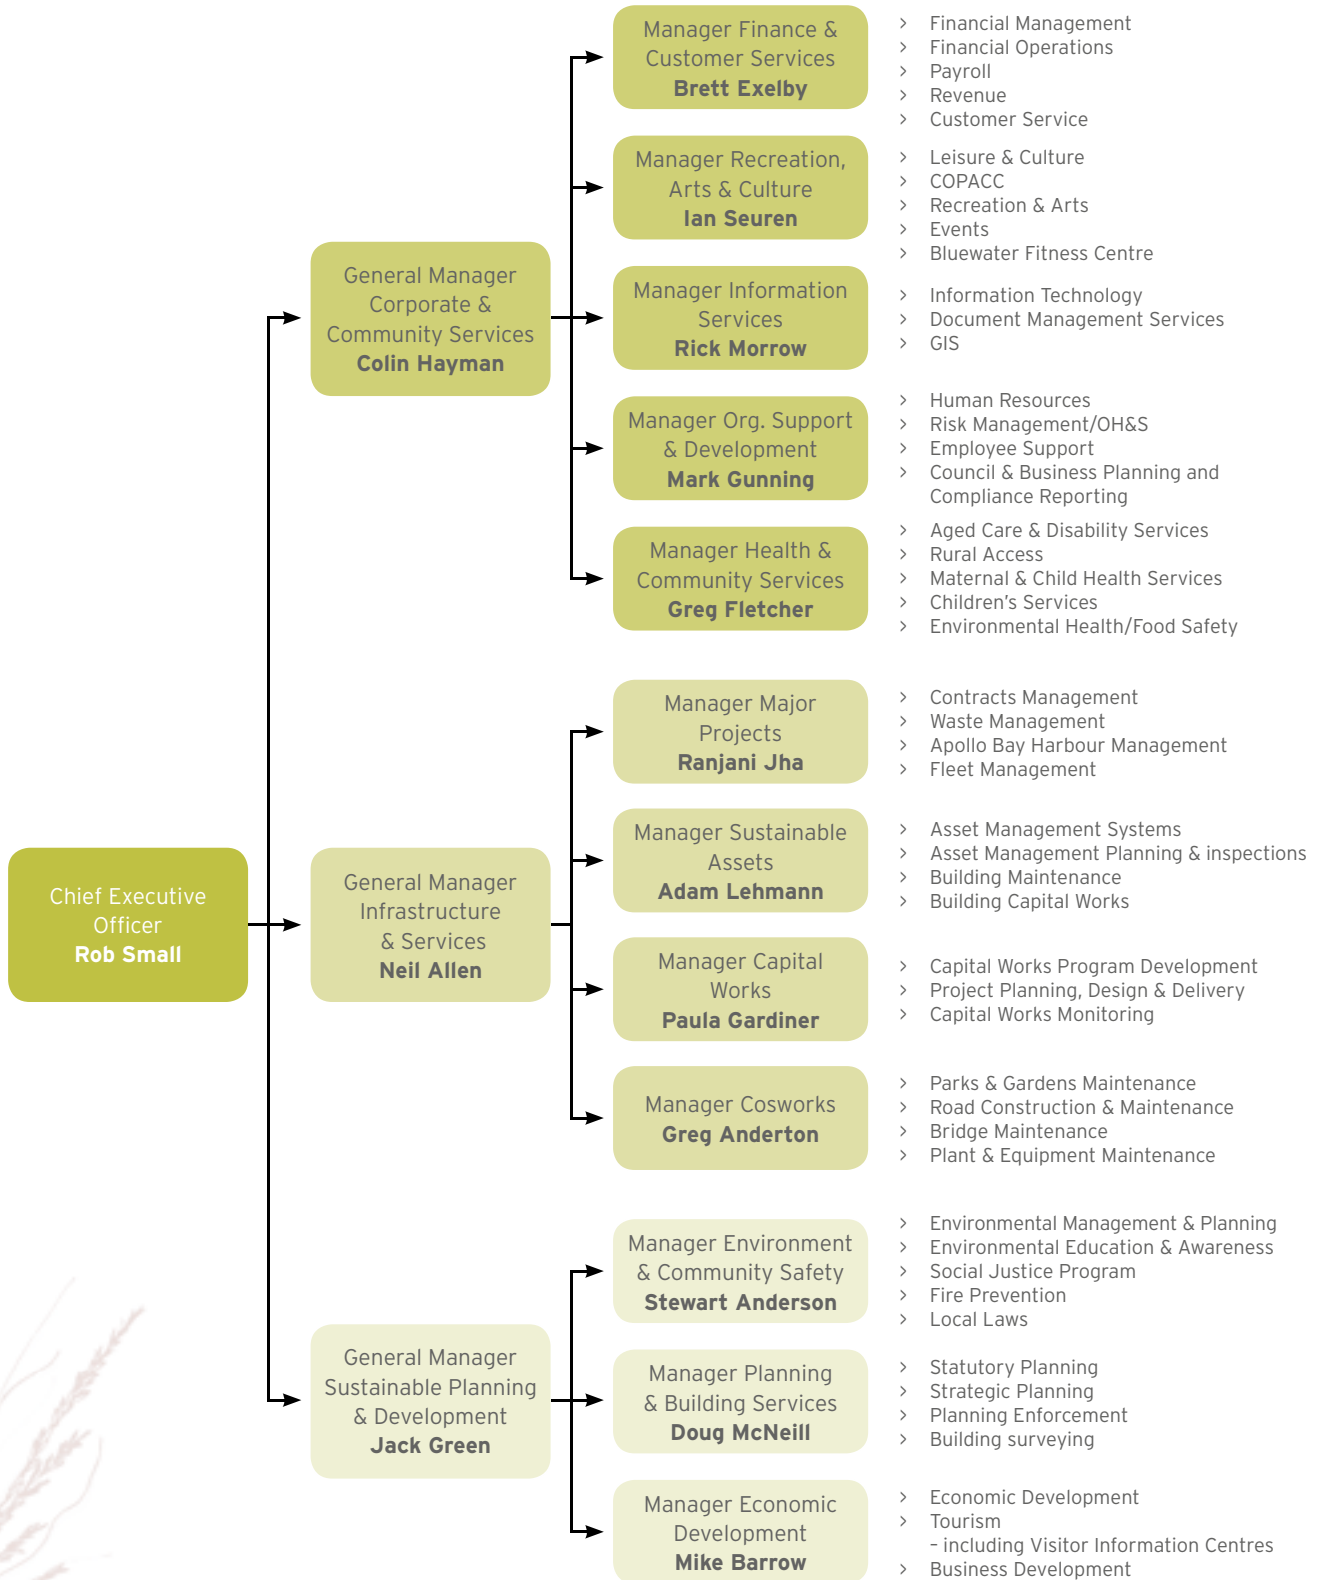 Manager Finance &
Customer Services
Brett Exelby
> Financial Management
> Financial Operations
> Payroll
> Revenue
> Customer Service
Manager Recreation,
Arts & Culture
Ian Seuren
> Leisure & Culture
> COPACC
> Recreation & Arts
> Events
> Bluewater Fitness Centre
General Manager
Corporate &
Community Services
Colin Hayman
Manager Information
Services
Rick Morrow
> Information Technology
> Document Management Services
> GIS
Manager Org. Support
& Development
Mark Gunning
> Human Resources
> Risk Management/OH&S
> Employee Support
> Council & Business Planning and
Compliance Reporting
Manager Health &
Community Services
Greg Fletcher
> Aged Care & Disability Services
> Rural Access
> Maternal & Child Health Services
> Children's Services
> Environmental Health/Food Safety
Manager Major
Projects
Ranjani Jha
> Contracts Management
> Waste Management
> Apollo Bay Harbour Management
> Fleet Management
Manager Sustainable
Assets
Adam Lehmann
> Asset Management Systems
> Asset Management Planning & inspections
> Building Maintenance
> Building Capital Works
Chief Executive
Officer
Rob Small
General Manager
Infrastructure
& Services
Neil Allen
Manager Capital
Works
Paula Gardiner
> Capital Works Program Development
> Project Planning, Design & Delivery
> Capital Works Monitoring
Manager Cosworks
Greg Anderton
> Parks & Gardens Maintenance
> Road Construction & Maintenance
> Bridge Maintenance
> Plant & Equipment Maintenance
Manager Environment
& Community Safety
Stewart Anderson
> Environmental Management & Planning
> Environmental Education & Awareness
> Social Justice Program
> Fire Prevention
> Local Laws
General Manager
Sustainable Planning
& Development
Jack Green
Manager Planning
& Building Services
Doug McNeill
> Statutory Planning
> Strategic Planning
> Planning Enforcement
> Building surveying
Manager Economic
Development
Mike Barrow
> Economic Development
> Tourism
– including Visitor Information Centres
> Business Development